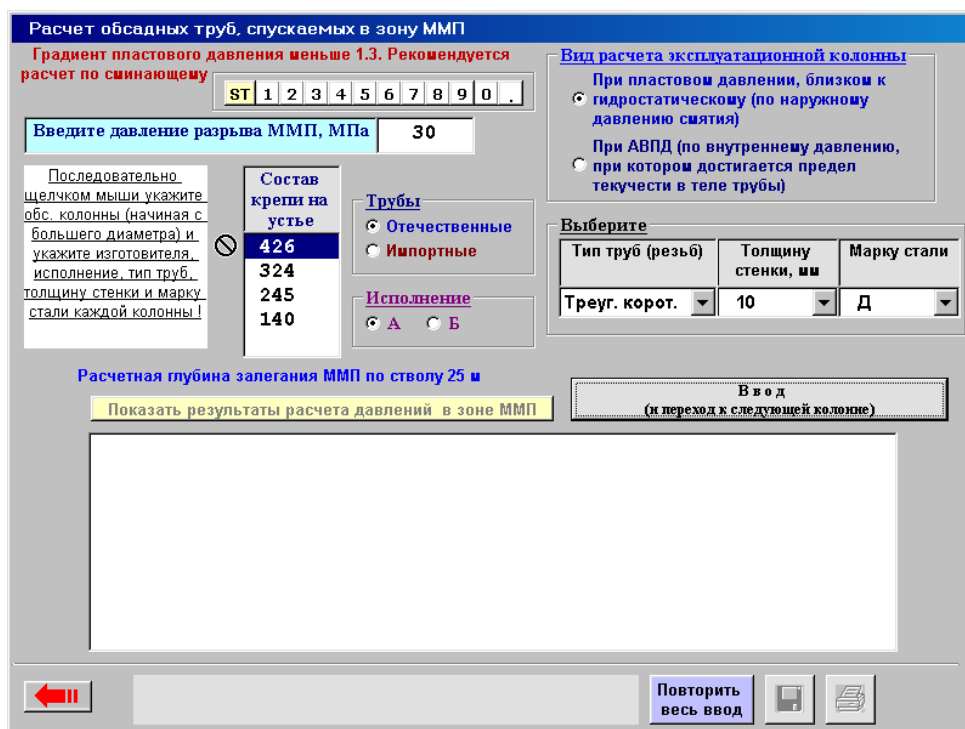 Расчет обсадных труб, спускаемых в зону ММП
Градиент пластового давления меньше 1.3. Рекомендуется
расчет по сминающему
ST 1 2 3 4 5 6 7 8 9 0 .
Введите давление разрыва ММП, МПа 30
Вид расчета эксплуатационной колонны
При пластовом давлении, близком к
гидростатическому (по наружному
давлению смятия)
При АВПД (по внутреннему давлению,
при котором достигается предел
текучести в теле трубы)
Последовательно
щелчком мыши укажите
обс. колонны (начиная с
большего диаметра) и
укажите изготовителя,
исполнение, тип труб,
толщину стенки и марку
стали каждой колонны !
Состав
крепи на
устье
426
324
245
140
Трубы
Отечественные
Импортные
Исполнение
А Б
Выберите
Тип труб (резьб)
Толщину
стенки, мм
Марку стали
Треуг. корот. 10 Д
Расчетная глубина залегания ММП по стволу 25 м
Показать результаты расчета давлений в зоне ММП
В в о д
(и переход к следующей колонне)
Повторить
весь ввод